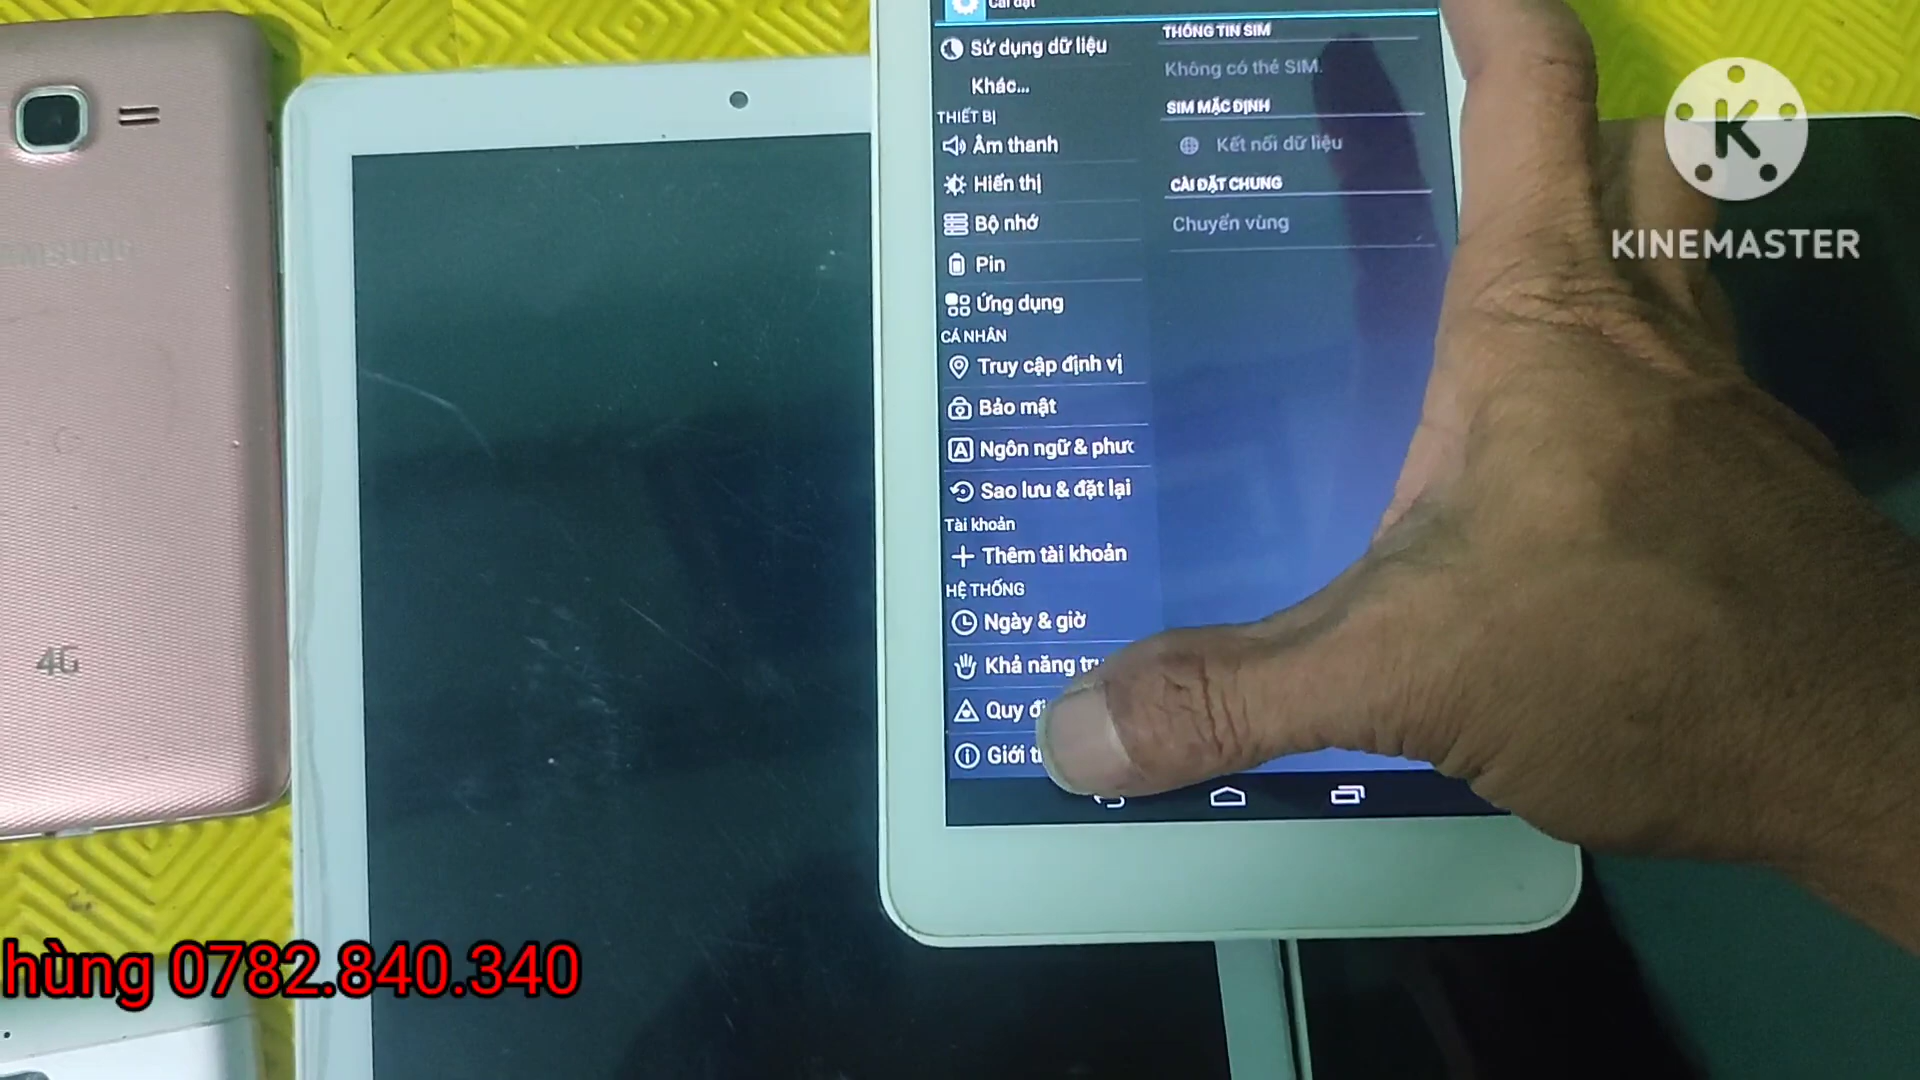 Cài đặt
Sử dụng dữ liệu
Khác...
THIẾT BỊ
Âm thanh
Hiển thị
Bộ nhớ
Pin
Ứng dụng
CÁ NHÂN
Truy cập định vị
Bảo mật
Ngôn ngữ & phươ
Sao lưu & đặt lại
Tài khoản
Thêm tài khoản
HỆ THỐNG
Ngày & giờ
Khả năng
Quy
Giới
THÔNG TIN SIM
Không có thẻ SIM.
SIM MẶC ĐỊNH
Kết nối dữ liệu
CÀI ĐẶT CHUNG
Chuyển vùng
K
KINEMASTER
SAMSUNG
4G
hùng 0782.840.340